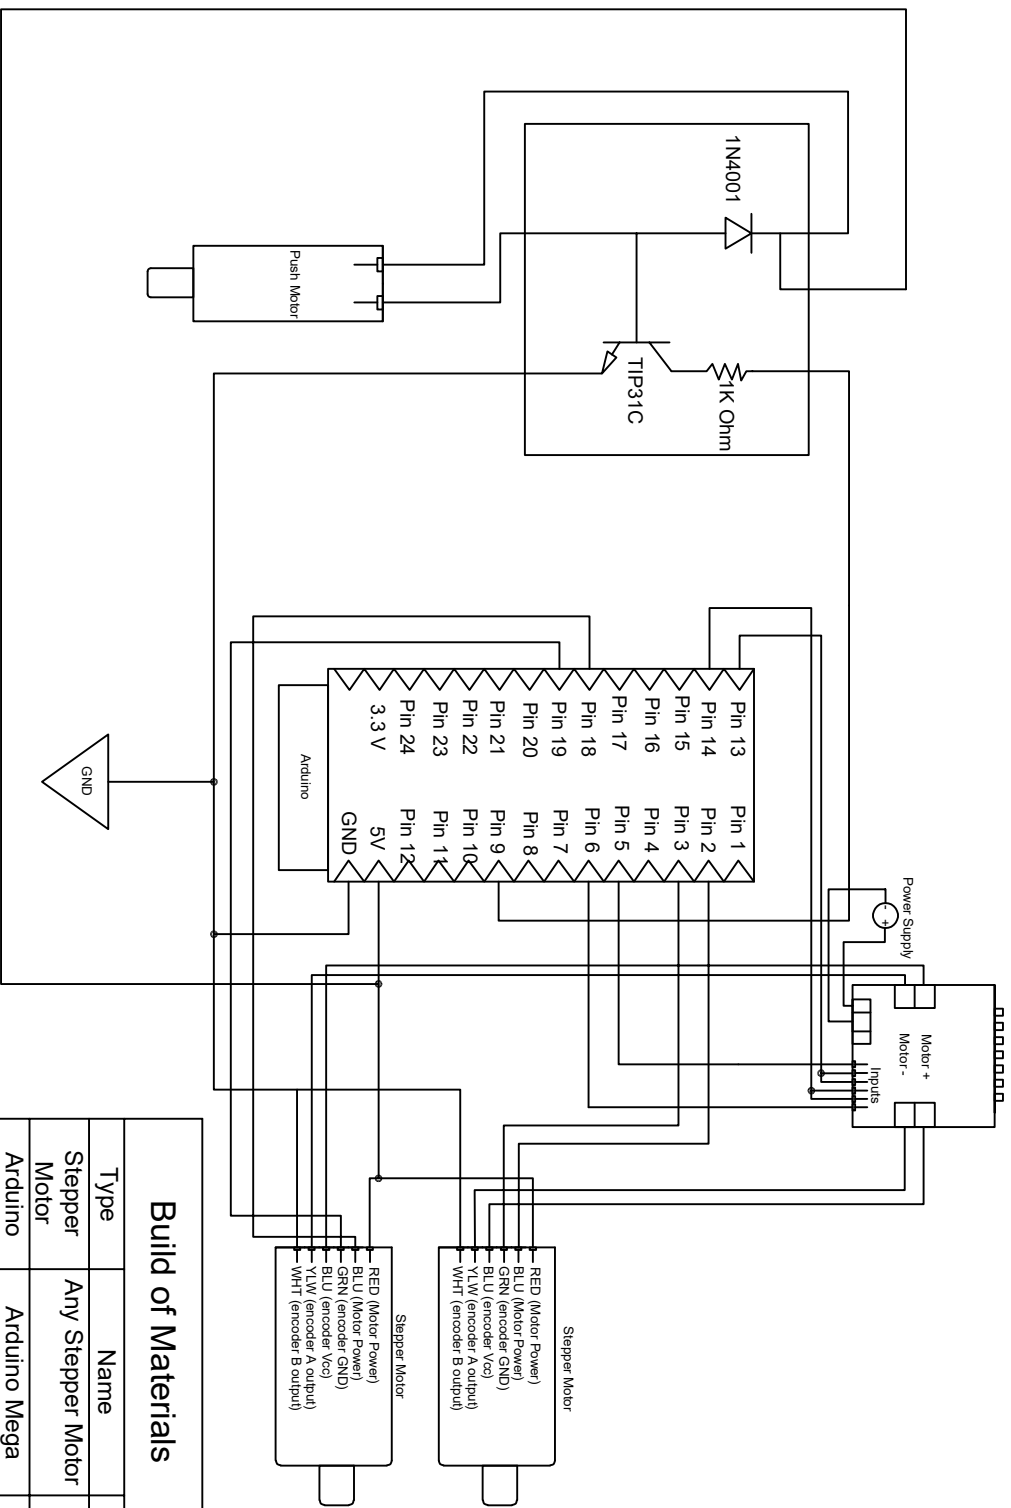 1N4001
Push Motor
TIP31C
1K Ohm
Pin 13
Pin 14
Pin 15
Pin 16
Pin 17
Pin 18
Pin 19
Pin 20
Pin 21
Pin 22
Pin 23
Pin 24
3.3 V
Pin 1
Pin 2
Pin 3
Pin 4
Pin 5
Pin 6
Pin 7
Pin 8
Pin 9
Pin 10
Pin 11
Pin 12
5V
GND
Arduino
GND
Power Supply
-
+
Motor +
Motor -
Inputs
Stepper Motor
RED (Motor Power)
BLU (Motor Power)
GRN (encoder GND)
BLU (encoder Vcc)
YLW (encoder A output)
WHT (encoder B output)
Stepper Motor
RED (Motor Power)
BLU (Motor Power)
GRN (encoder GND)
BLU (encoder Vcc)
YLW (encoder A output)
WHT (encoder B output)
Build of Materials
Type Name
Stepper Motor Any Stepper Motor
Arduino Arduino Mega